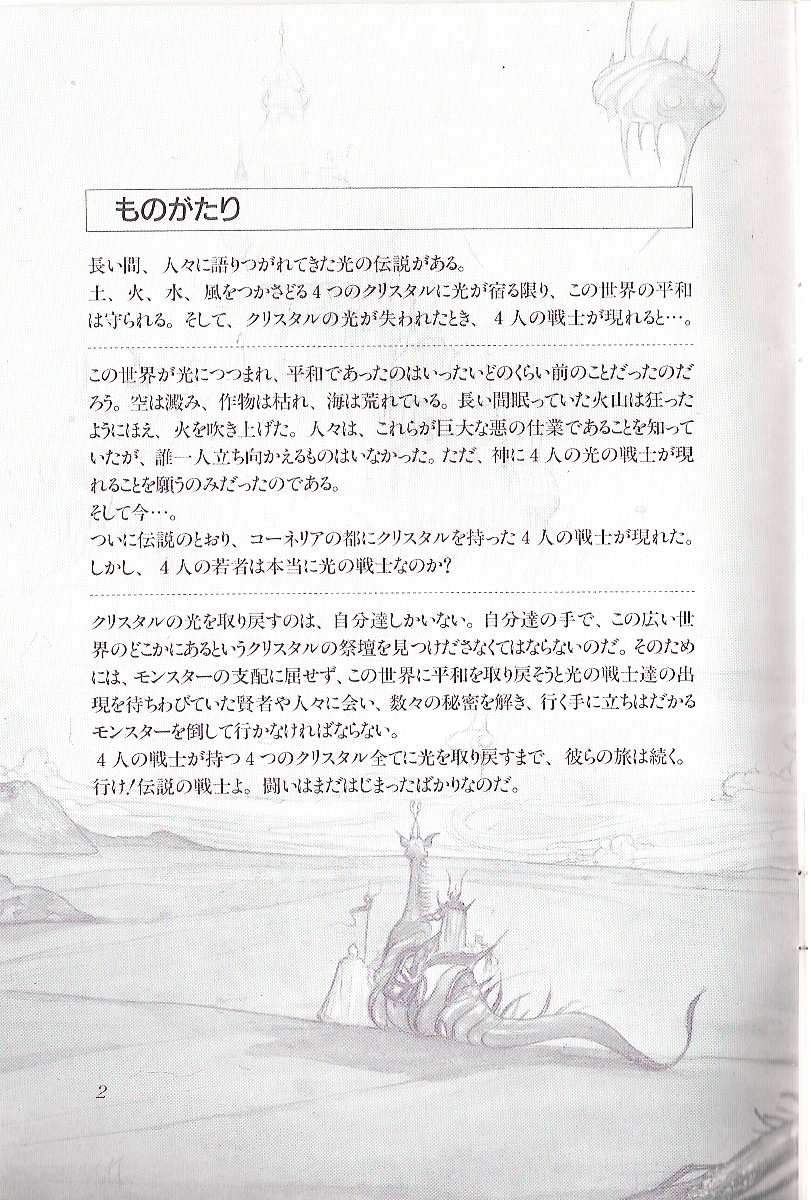 ものがたり
長い間、人々に語りつがれてきた光の伝説がある。
土、火、水、風をつかさどる4つのクリスタルに光が宿る限り、この世界の平和
は守られる。そして、クリスタルの光が失われたとき、4人の戦士が現れると…。
この世界が光につつまれ、平和であったのはいったいどのくらい前のことだったのだ
ろう。空は澱み、作物は枯れ、海は荒れている。長い間眠っていた火山は狂った
ようにほえ、火を吹き上げた。人々は、これらが巨大な悪の仕業であることを知って
いたが、誰一人立ち向かえるものはいなかった。ただ、神に4人の光の戦士が現
れることを願うのみだったのである。
そして今…。
ついに伝説のとおり、コーネリアの都にクリスタルを持った4人の戦士が現れた。
しかし、4人の若者は本当に光の戦士なのか?
クリスタルの光を取り戻すのは、自分達しかいない。自分達の手で、この広い世
界のどこかにあるというクリスタルの祭壇を見つけださなくてはならないのだ。そのため
には、モンスターの支配に屈せず、この世界に平和を取り戻そうと光の戦士達の出
現を待ちわびていた賢者や人々に会い、数々の秘密を解き、行く手に立ちはだかる
モンスターを倒して行かなければならない。
4人の戦士が持つ4つのクリスタル全てに光を取り戻すまで、彼らの旅は続く。
行け!伝説の戦士よ。闘いはまだはじまったばかりなのだ。
2